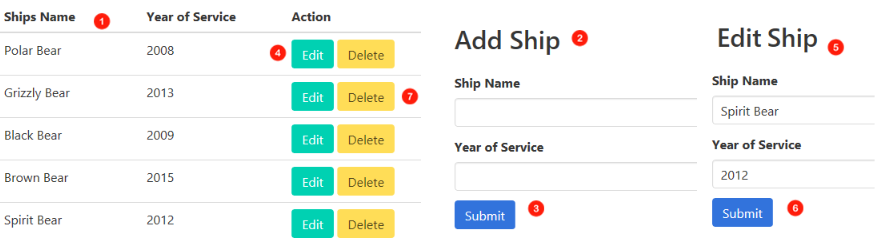 Ships Name 1 Year of Service Action
Polar Bear 2008 4 Edit Delete
Grizzly Bear 2013 Edit Delete 7
Black Bear 2009 Edit Delete
Brown Bear 2015 Edit Delete
Spirit Bear 2012 Edit Delete
Add Ship 2
Ship Name
Year of Service
Submit 3
Edit Ship 5
Ship Name
Spirit Bear
Year of Service
2012
Submit 6